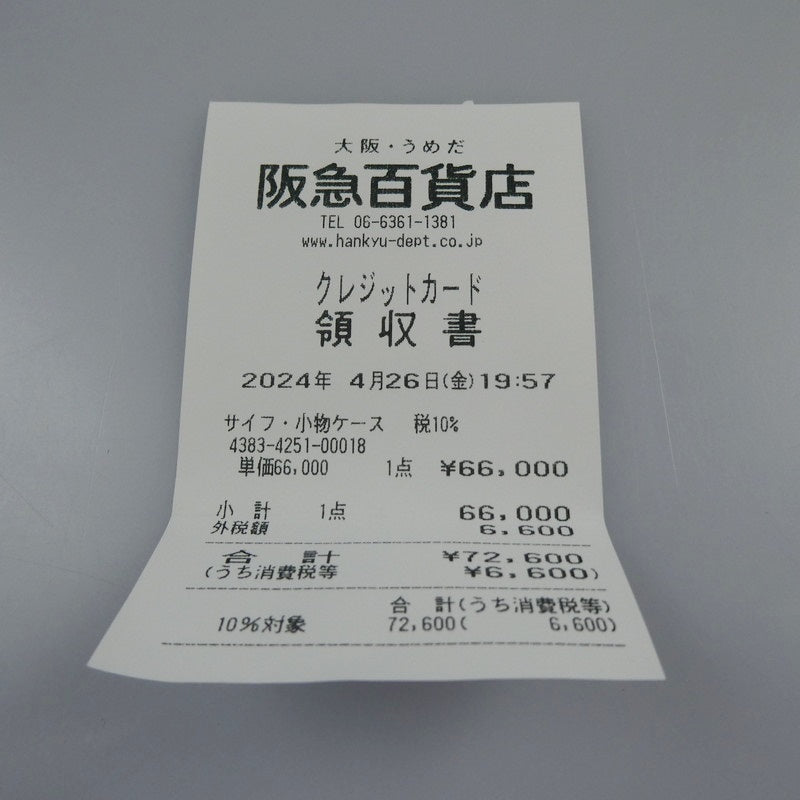 大阪・うめだ
阪急百貨店
TEL 06-6361-1381
www.hankyu-dept.co.jp
クレジットカード
領収書
2024年 4月26日(金)19:57
サイフ・小物ケース 税10%
4383-4251-00018
単価66,000 1点 ¥66,000
小 計 1点 66,000
外税額 6,600
合 計 ¥72,600
(うち消費税等 ¥6,600)
合 計(うち消費税等)
10%対象 72,600( 6,600)